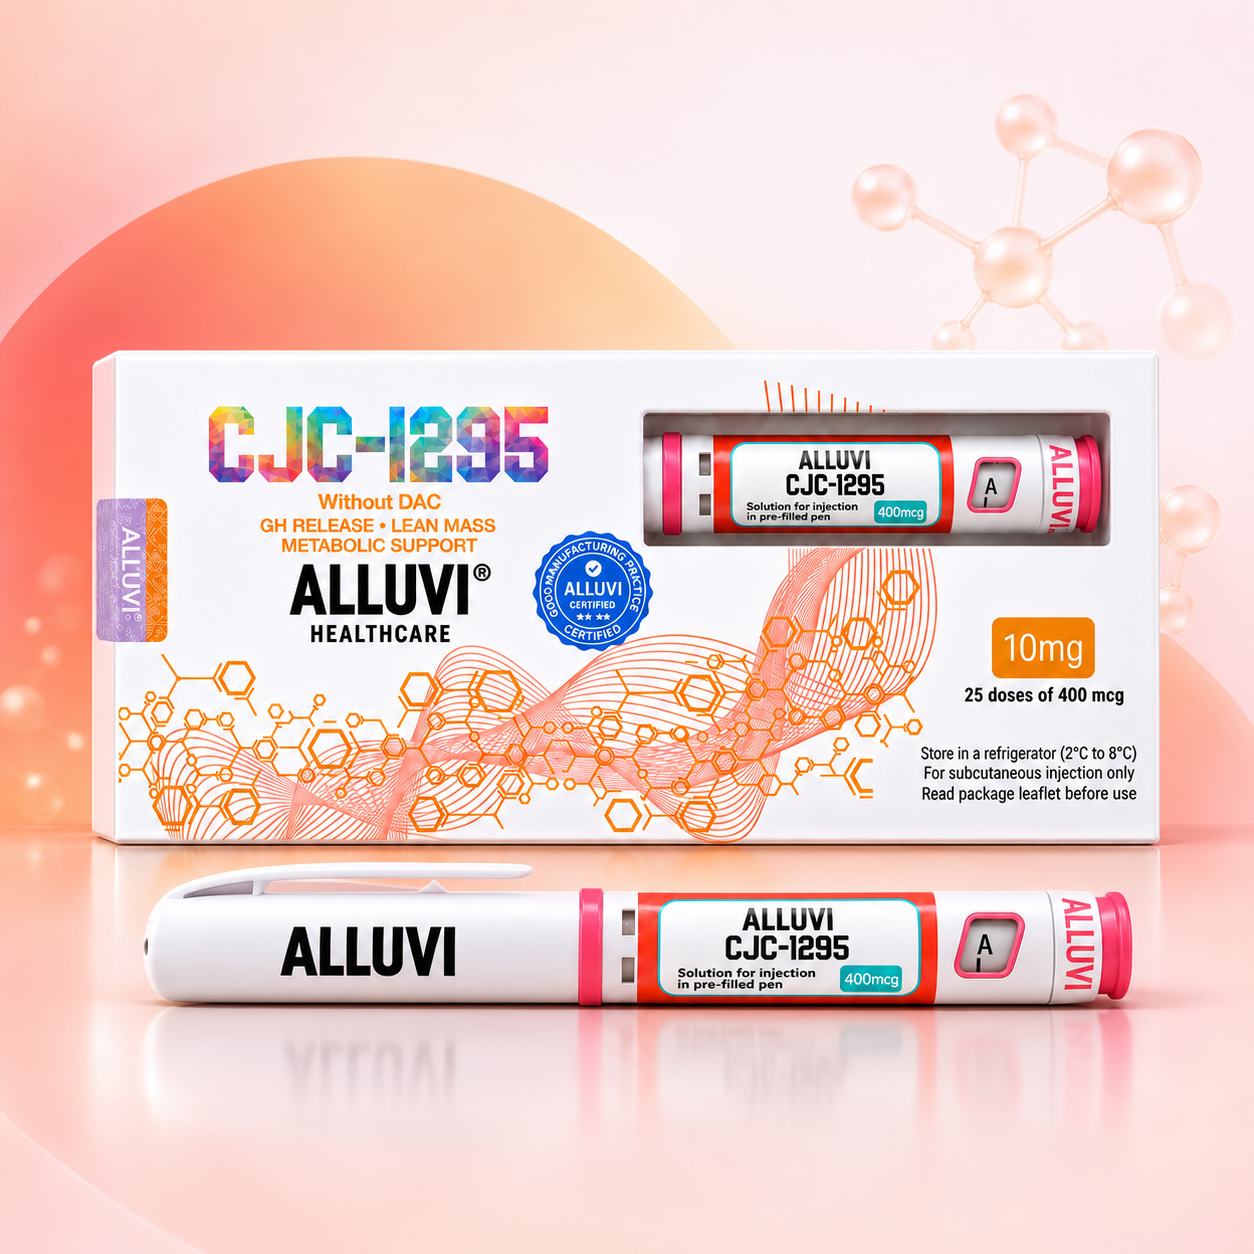 CJC-1295
Without DAC
GH RELEASE • LEAN MASS
METABOLIC SUPPORT
ALLUVI®
HEALTHCARE
ALLUVI®
GOOD MANUFACTURING PRACTICE
ALLUVI
CERTIFIED
CERTIFIED
ALLUVI
CJC-1295
Solution for injection
in pre-filled pen
400mcg
A
ALLUVI
10mg
25 doses of 400 mcg
Store in a refrigerator (2°C to 8°C)
For subcutaneous injection only
Read package leaflet before use
ALLUVI
ALLUVI
CJC-1295
Solution for injection
in pre-filled pen
400mcg
A
ALLUVI